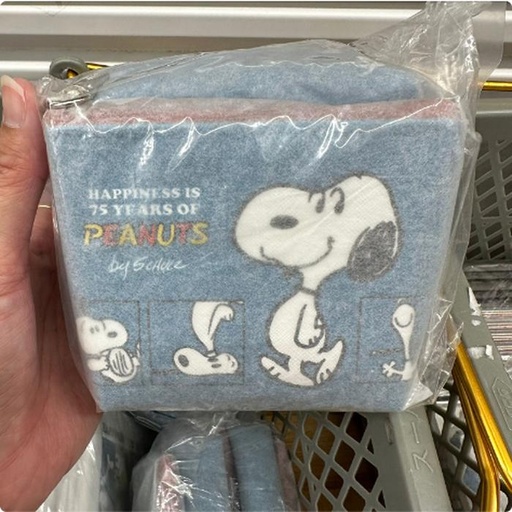 HAPPINESS IS
75 YEARS OF
PEANUTS
by SCHULZ